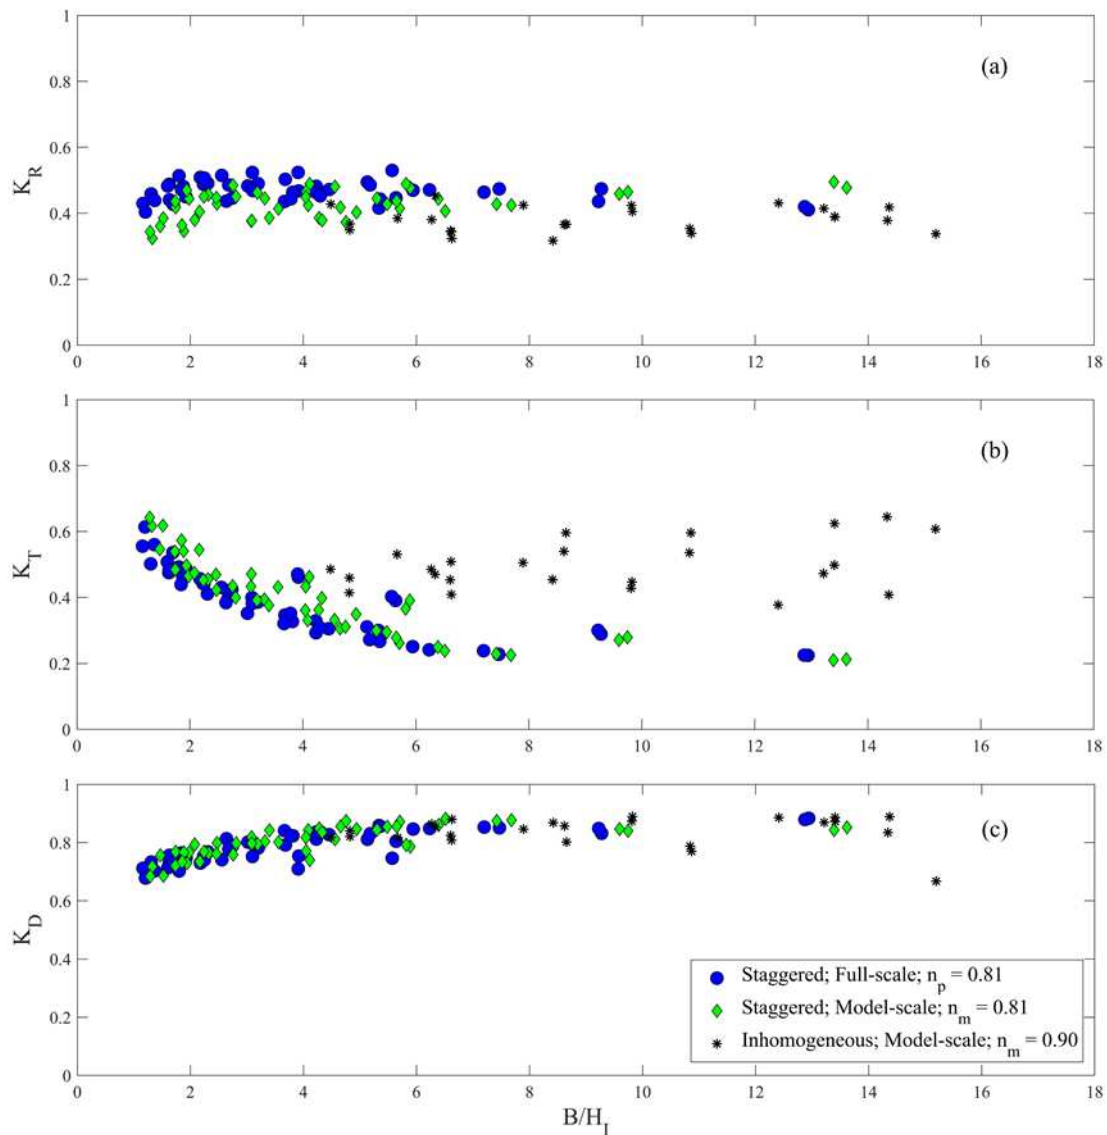 1
0.8
0.6
0.4
0.2
0
K_R
(a)
0 2 4 6 8 10 12 14 16 18
1
0.8
0.6
0.4
0.2
0
K_T
(b)
0 2 4 6 8 10 12 14 16 18
1
0.8
0.6
0.4
0.2
0
K_D
(c)
Staggered; Full-scale; n_p = 0.81
Staggered; Model-scale; n_m = 0.81
Inhomogeneous; Model-scale; n_m = 0.90
0 2 4 6 8 10 12 14 16 18
B/H_I